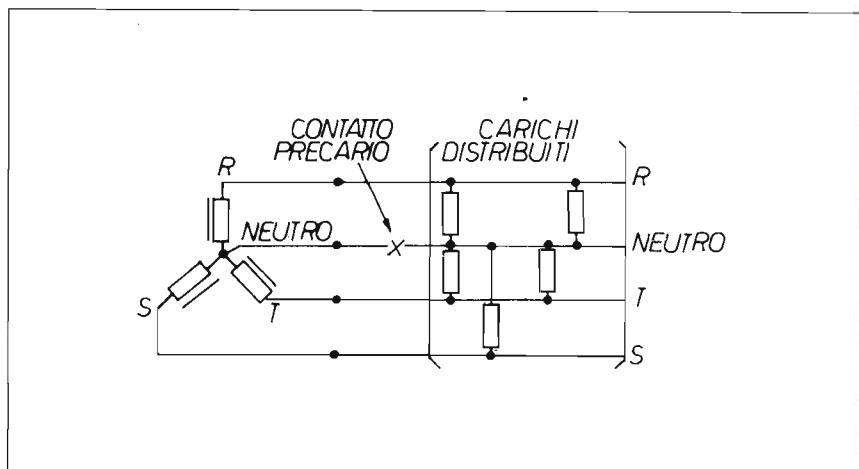 CONTATTO
PRECARIO
CARICHI
DISTRIBUITI
R
R
NEUTRO
NEUTRO
S
T
T
S